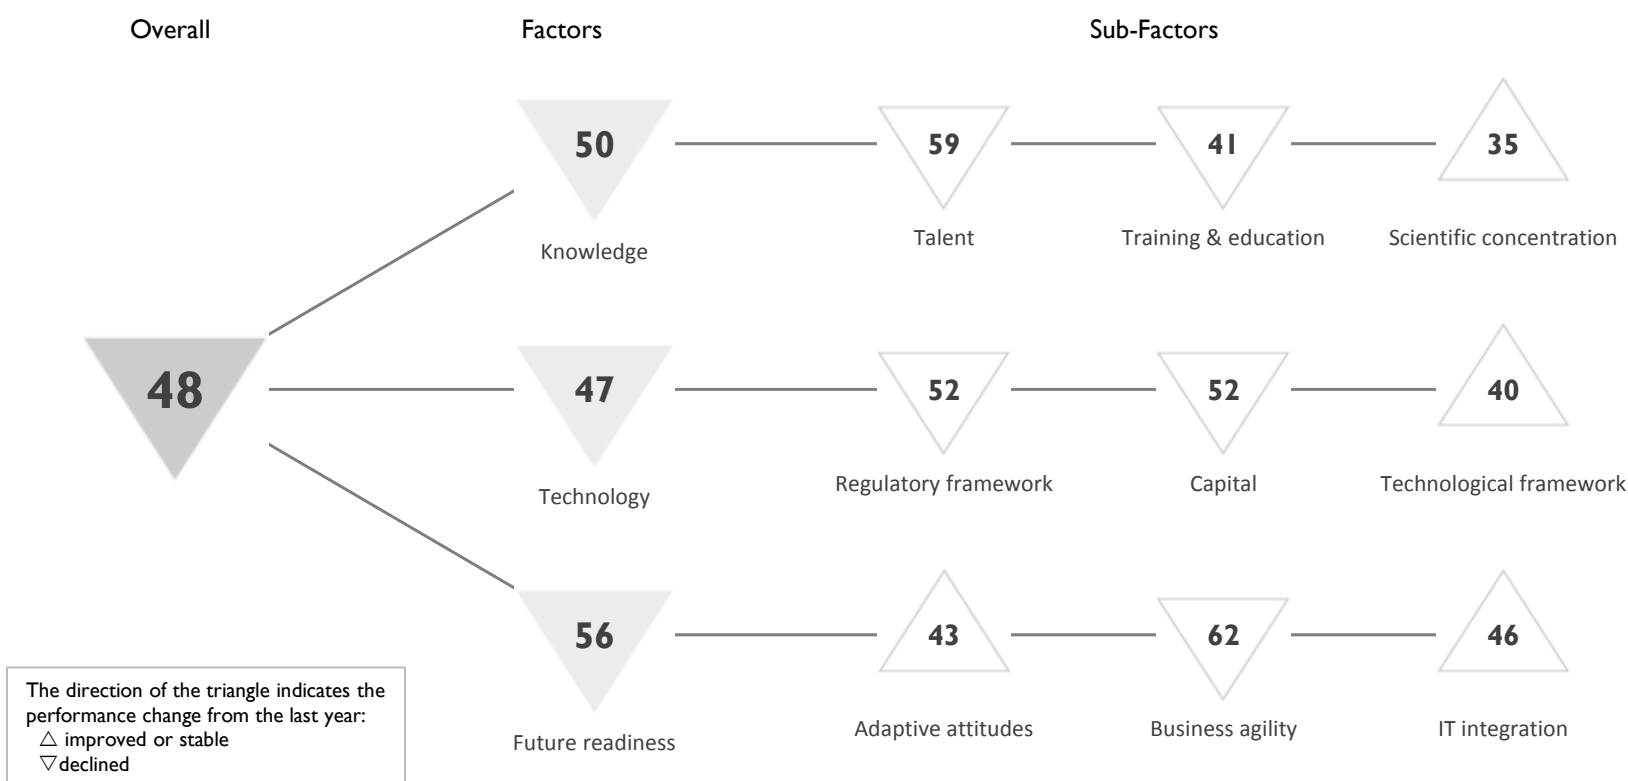 Overall
Factors
Sub-Factors
50
59
41
35
Knowledge
Talent
Training & education
Scientific concentration
48
47
52
52
40
Technology
Regulatory framework
Capital
Technological framework
56
43
62
46
Future readiness
Adaptive attitudes
Business agility
IT integration
The direction of the triangle indicates the
performance change from the last year:
△ improved or stable
▽declined